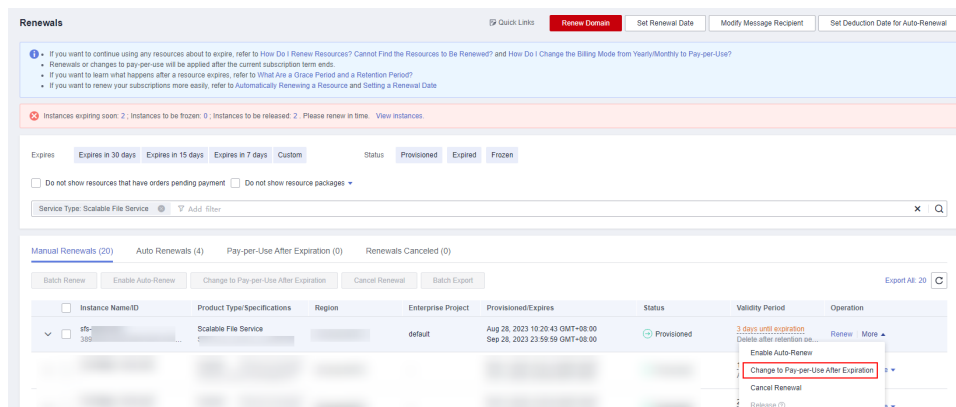 Renewals
Quick Links
Renew Domain
Set Renewal Date
Modify Message Recipient
Set Deduction Date for Auto-Renewal
• If you want to continue using any resources about to expire, refer to How Do I Renew Resources? Cannot Find the Resources to Be Renewed? and How Do I Change the Billing Mode from Yearly/Monthly to Pay-per-Use?
• Renewals or changes to pay-per-use will be applied after the current subscription term ends.
• If you want to learn what happens after a resource expires, refer to What Are a Grace Period and a Retention Period?
• If you want to renew your subscriptions more easily, refer to Automatically Renewing a Resource and Setting a Renewal Date
Instances expiring soon: 2 ; Instances to be frozen: 0 ; Instances to be released: 2 . Please renew in time. View instances.
Expires Expires in 30 days Expires in 15 days Expires in 7 days Custom Status Provisioned Expired Frozen
Do not show resources that have orders pending payment Do not show resource packages
Service Type: Scalable File Service Add filter
Manual Renewals (20) Auto Renewals (4) Pay-per-Use After Expiration (0) Renewals Canceled (0)
Batch Renew Enable Auto-Renew Change to Pay-per-Use After Expiration Cancel Renewal Batch Export Export All: 20
Instance Name/ID Product Type/Specifications Region Enterprise Project Provisioned/Expires Status Validity Period Operation
sfs- Scalable File Service default Aug 28, 2023 10:20:43 GMT+08:00 Provisioned 3 days until expiration Renew More
389 ... Sep 28, 2023 23:59:59 GMT+08:00 Delete after retention pe...
Enable Auto-Renew
Change to Pay-per-Use After Expiration
Cancel Renewal
Release